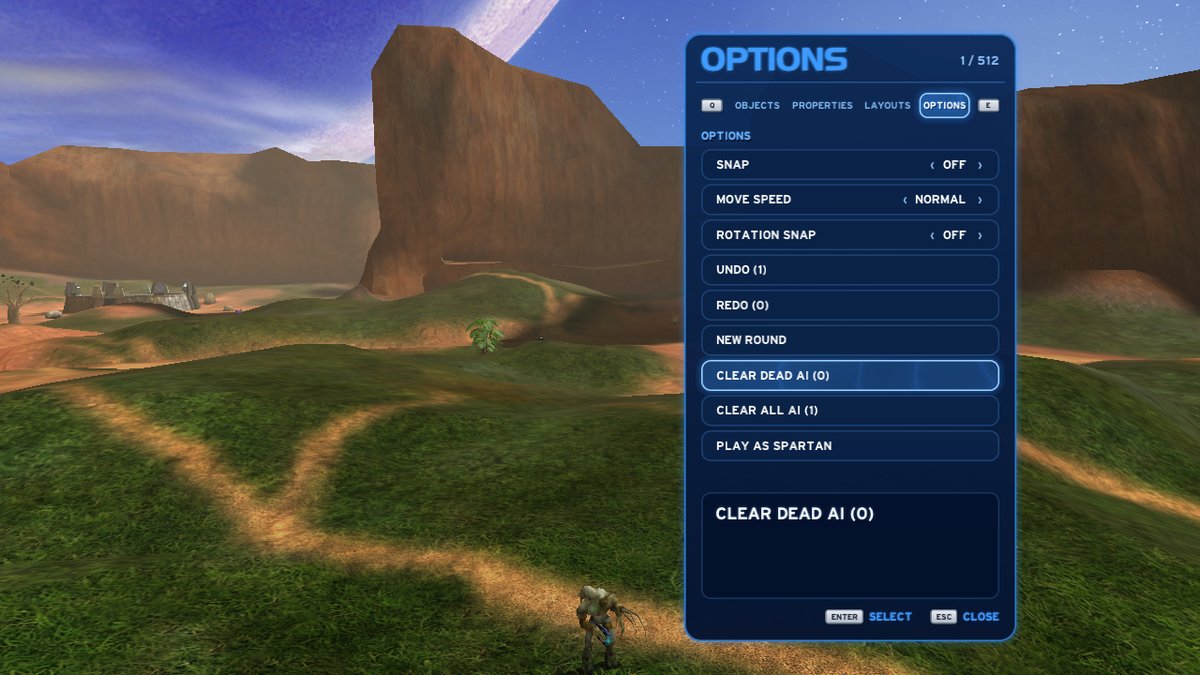 OPTIONS 1 / 512
Q OBJECTS PROPERTIES LAYOUTS OPTIONS E
OPTIONS
SNAP ‹ OFF ›
MOVE SPEED ‹ NORMAL ›
ROTATION SNAP ‹ OFF ›
UNDO (1)
REDO (0)
NEW ROUND
CLEAR DEAD AI (0)
CLEAR ALL AI (1)
PLAY AS SPARTAN
CLEAR DEAD AI (0)
ENTER SELECT ESC CLOSE